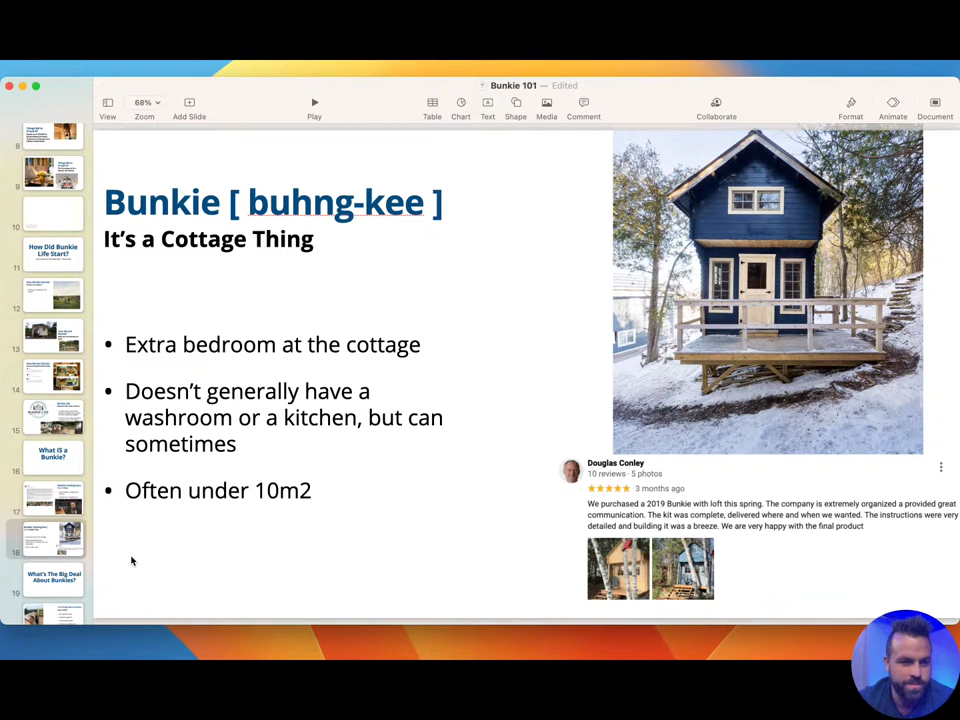 Bunkie 101 — Edited
View
68%
Zoom
Add Slide
Play
Table
Chart
Text
Shape
Media
Comment
Collaborate
Format
Animate
Document
8
9
10
How Did Bunkie
Life Start?
11
12
13
14
15
What IS a
Bunkie?
16
17
18
What's The Big Deal
About Bunkies?
19
Bunkie [ buhng-kee ]
It's a Cottage Thing
• Extra bedroom at the cottage
• Doesn't generally have a
washroom or a kitchen, but can
sometimes
• Often under 10m2
Douglas Conley
10 reviews · 5 photos
3 months ago
We purchased a 2019 Bunkie with loft this spring. The company is extremely organized a provided great
communication. The kit was complete, delivered where and when we wanted. The instructions were very
detailed and building it was a breeze. We are very happy with the final product